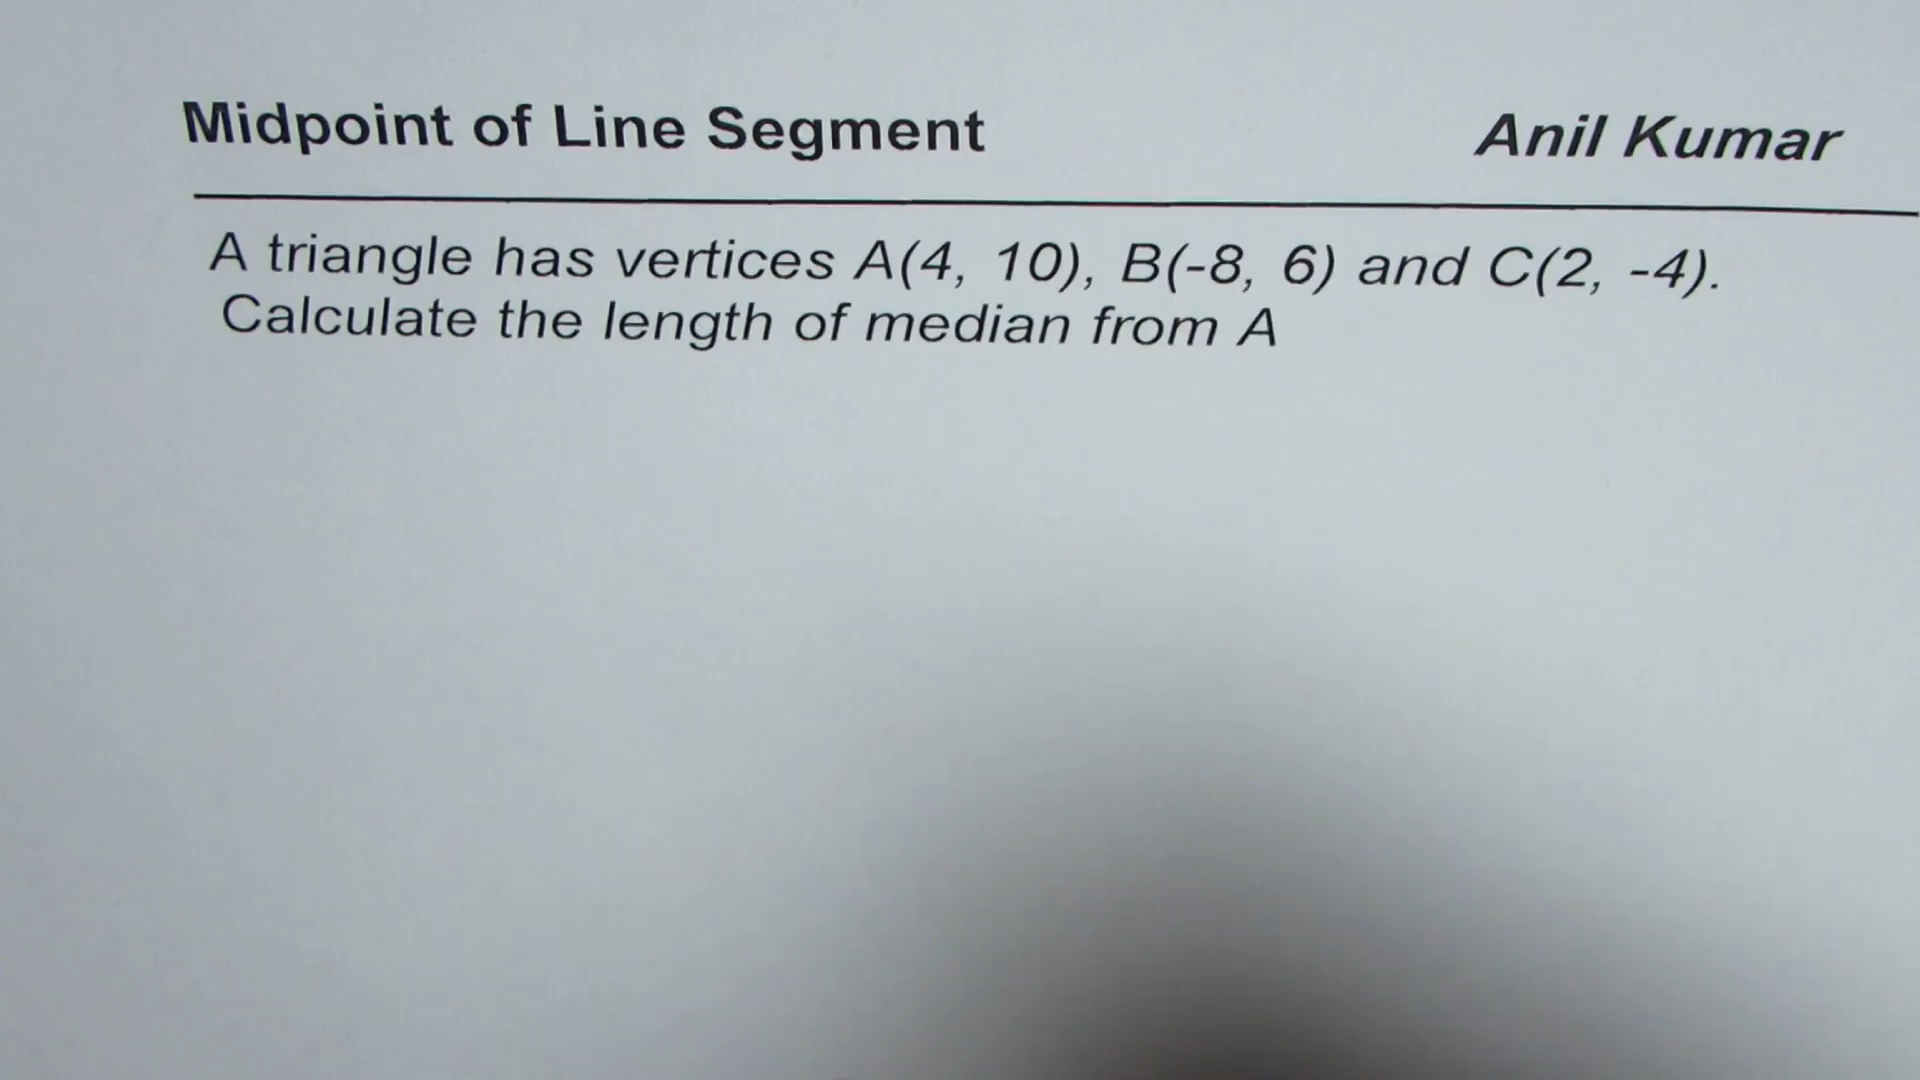 Midpoint of Line Segment Anil Kumar
A triangle has vertices A(4, 10), B(-8, 6) and C(2, -4).
Calculate the length of median from A